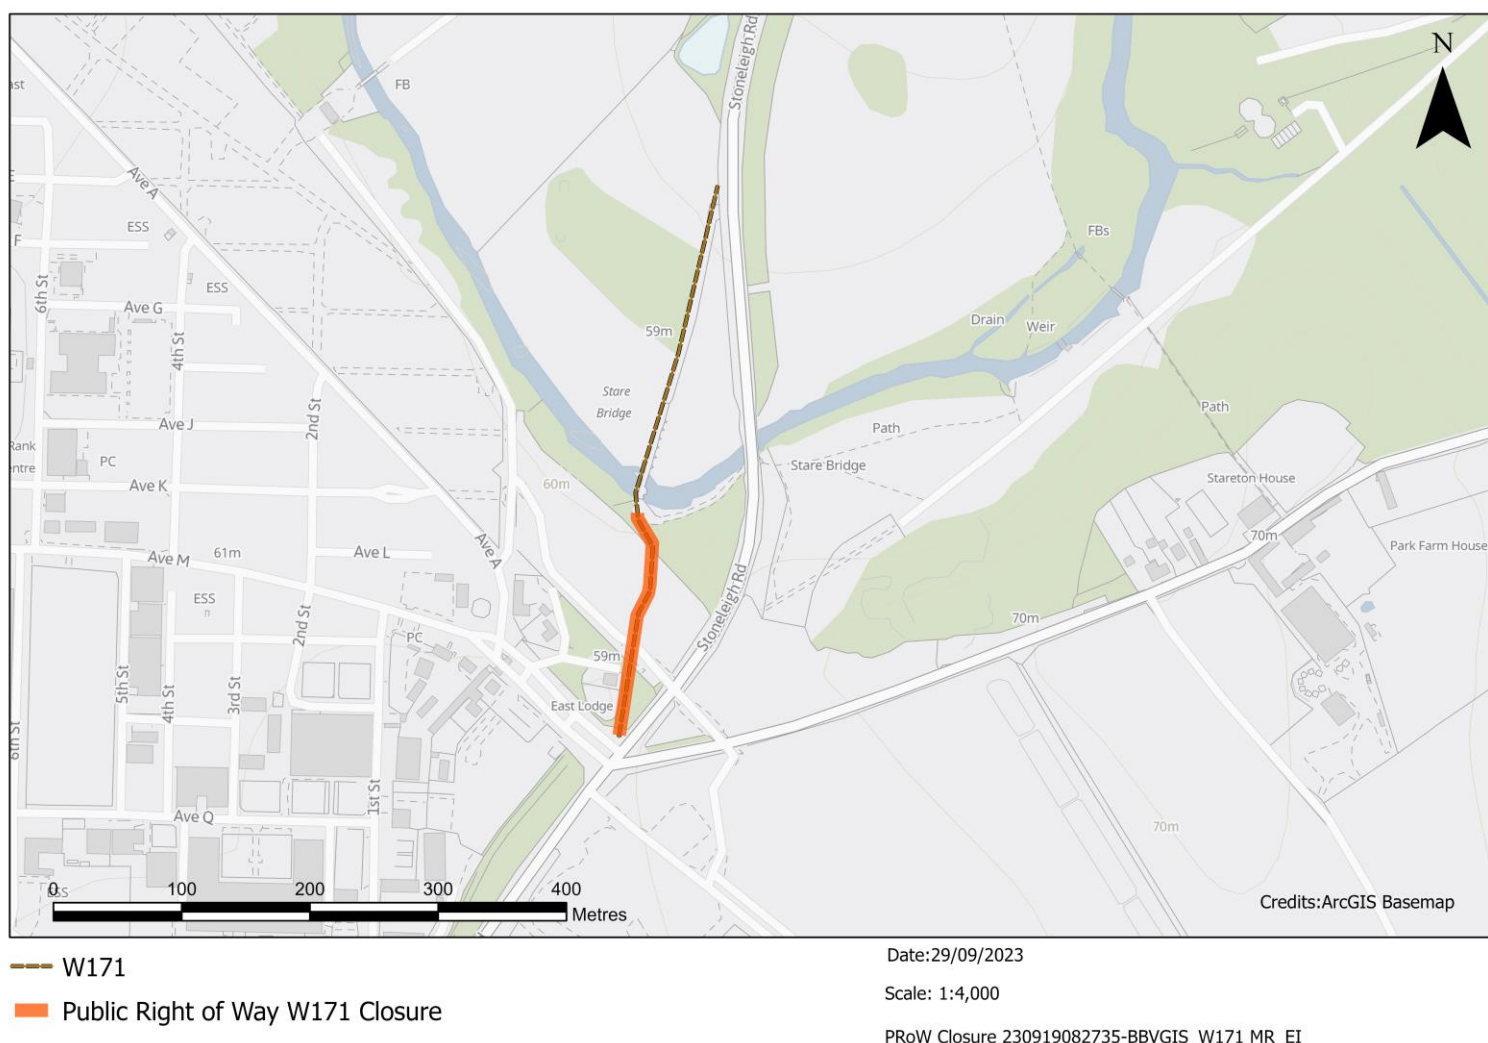 N
FB
Stoneleigh Rd
Ave A
ESS
F
ESS
FBs
6th St
Ave G
4th St
59m
Drain
Weir
Stare
Bridge
2nd St
Path
Ave J
Path
Rank
PC
Stare Bridge
Stareton House
Ave K
60m
70m
Park Farm House
61m
Ave M
Ave L
Ave A
Stoneleigh Rd
ESS
2nd St
PC
70m
59m
5th St
4th St
3rd St
East Lodge
6th St
1st St
Ave Q
70m
0 100 200 300 400
Metres
ESS
Credits:ArcGIS Basemap
W171
Public Right of Way W171 Closure
Date:29/09/2023
Scale: 1:4,000
PRoW Closure 230919082735-BBVGIS_W171_MR_EI